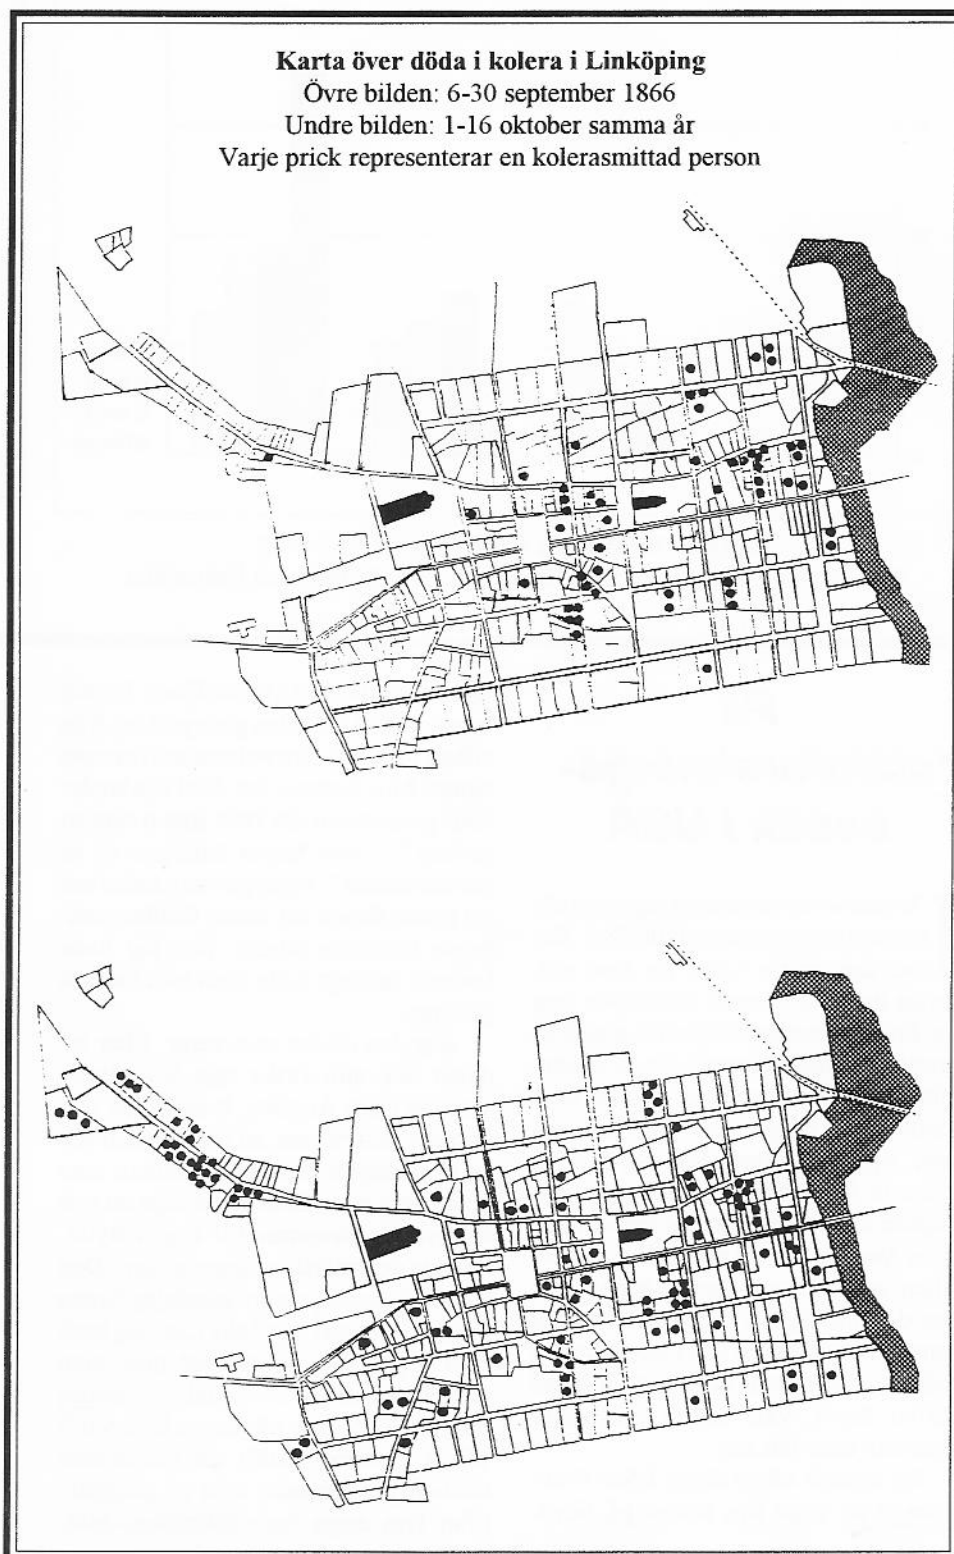 Karta över döda i kolera i Linköping
Övre bilden: 6-30 september 1866
Undre bilden: 1-16 oktober samma år
Varje prick representerar en kolerasmittad person